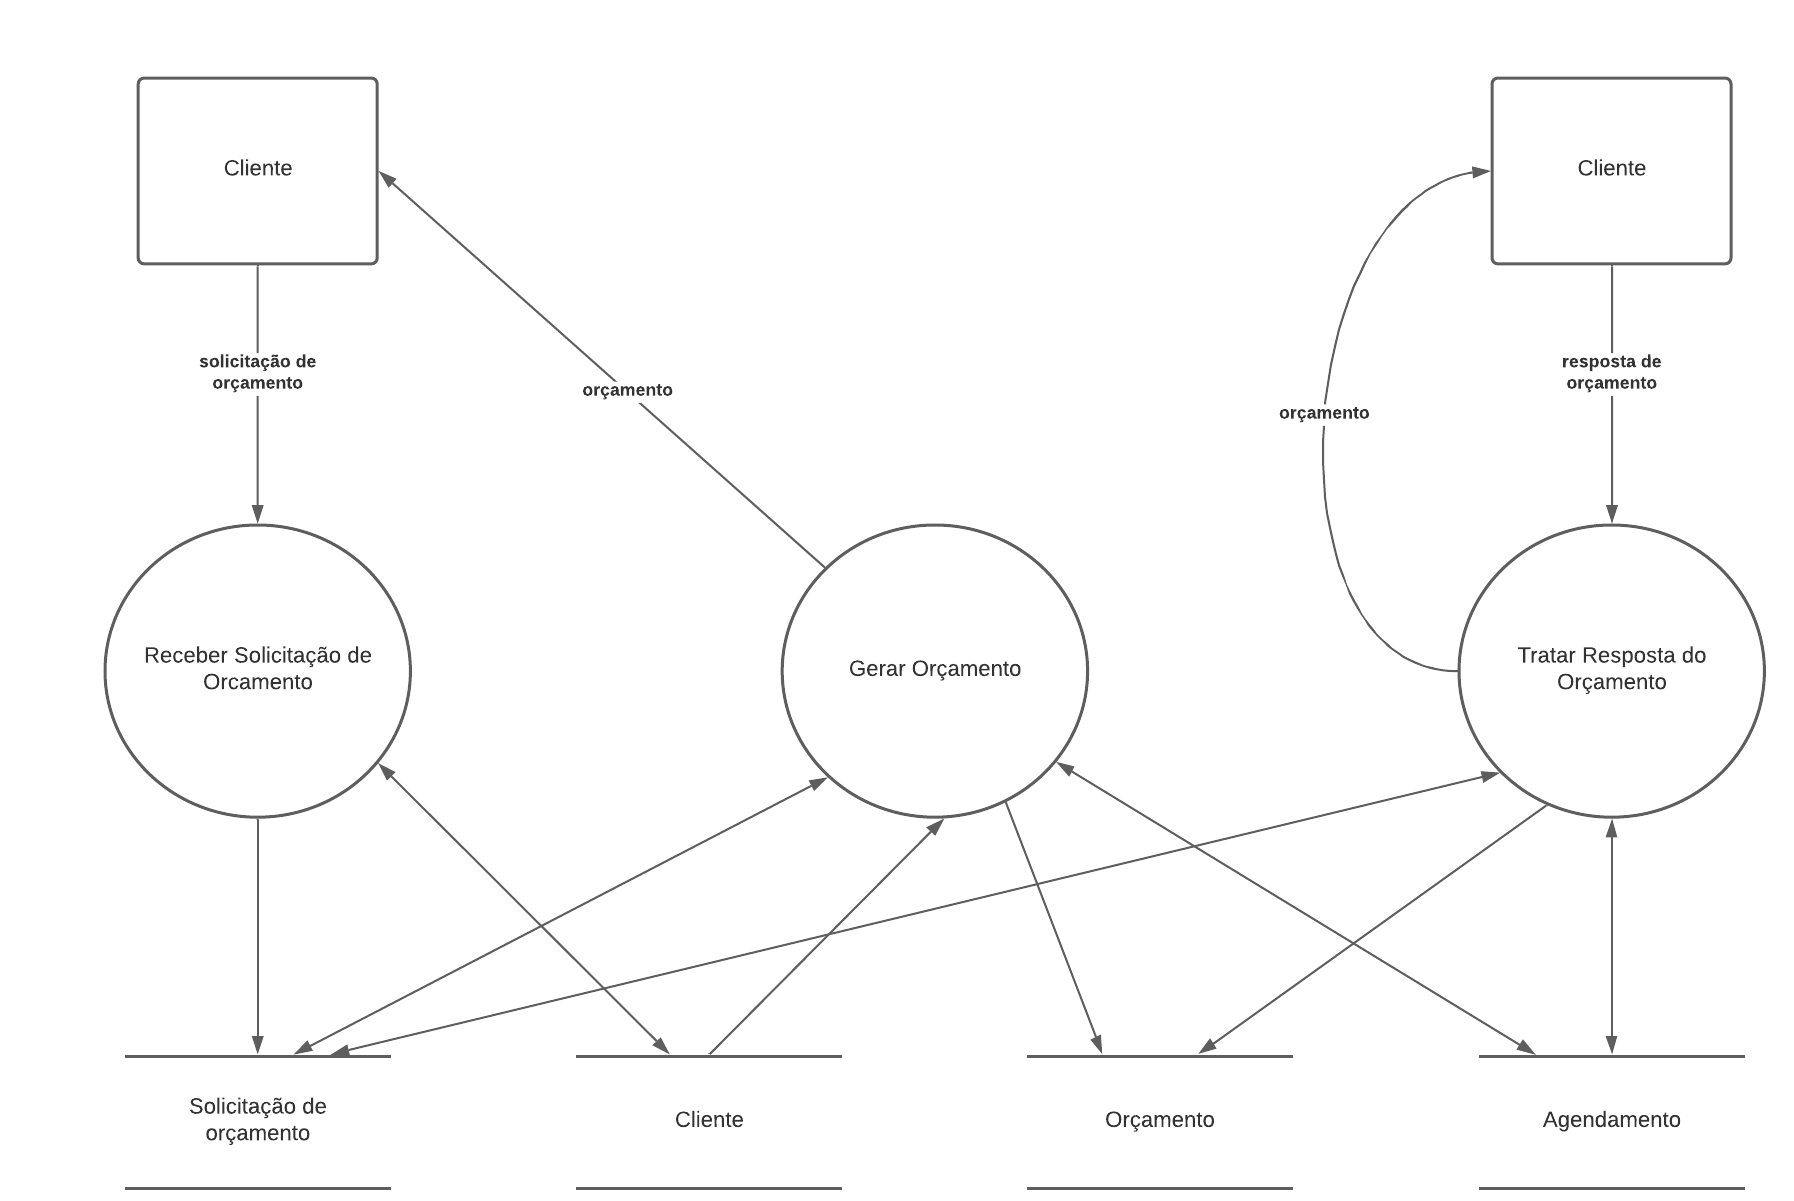 Cliente
Cliente
solicitação de
orçamento
orçamento
resposta de
orçamento
orçamento
Receber Solicitação de
Orcamento
Gerar Orçamento
Tratar Resposta do
Orçamento
Solicitação de
orçamento
Cliente
Orçamento
Agendamento